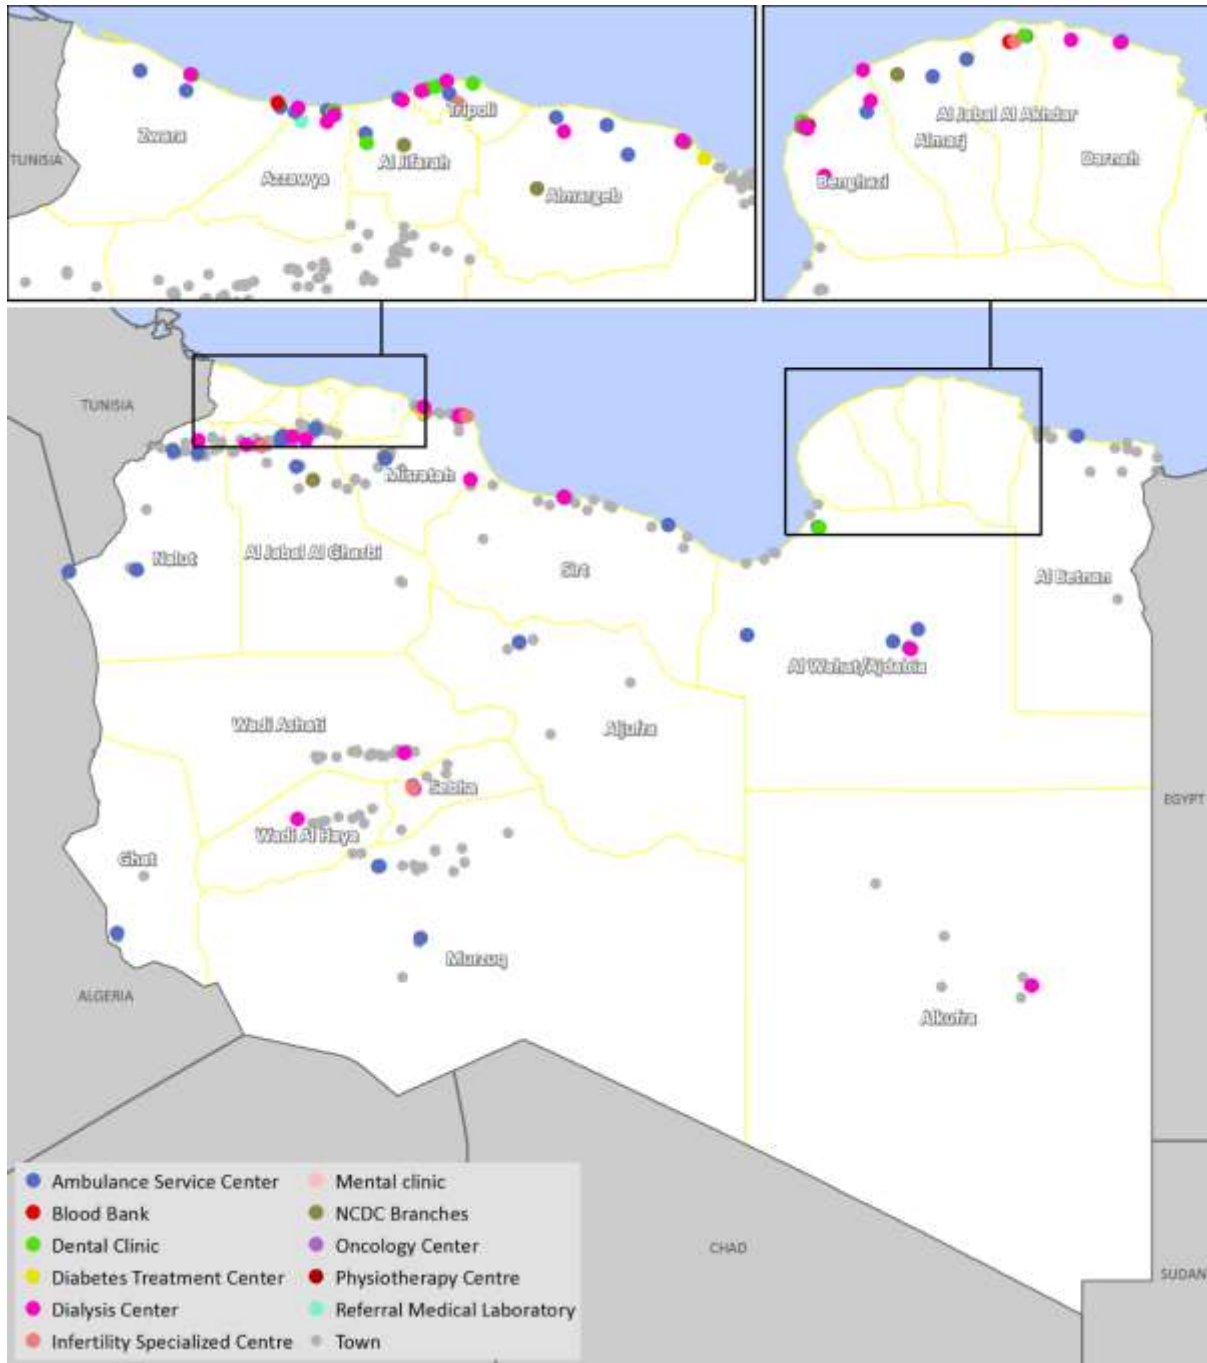 Zwara
Tripoli
TUNISIA
Azzawya
Al Jifarah
Almargeb
Al Jabal Al Akhdar
Almarj
Darnah
Benghazi
TUNISIA
Misratah
Nalut
Al Jabal Al Gharbi
Sirt
Al Betnan
Al Wahat/Ajdabia
Wadi Ashati
Aljufra
Sabha
EGYPT
Wadi Al Haya
Ghat
Murzuq
ALGERIA
Alkufra
CHAD
SUDAN
Ambulance Service Center
Blood Bank
Dental Clinic
Diabetes Treatment Center
Dialysis Center
Infertility Specialized Centre
Mental clinic
NCDC Branches
Oncology Center
Physiotherapy Centre
Referral Medical Laboratory
Town